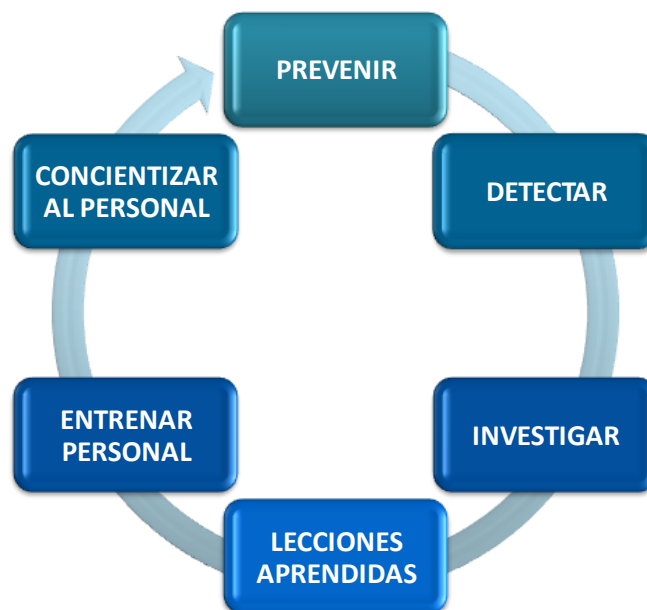 PREVENIR
DETECTAR
INVESTIGAR
LECCIONES
APRENDIDAS
ENTRENAR
PERSONAL
CONCIENTIZAR
AL PERSONAL